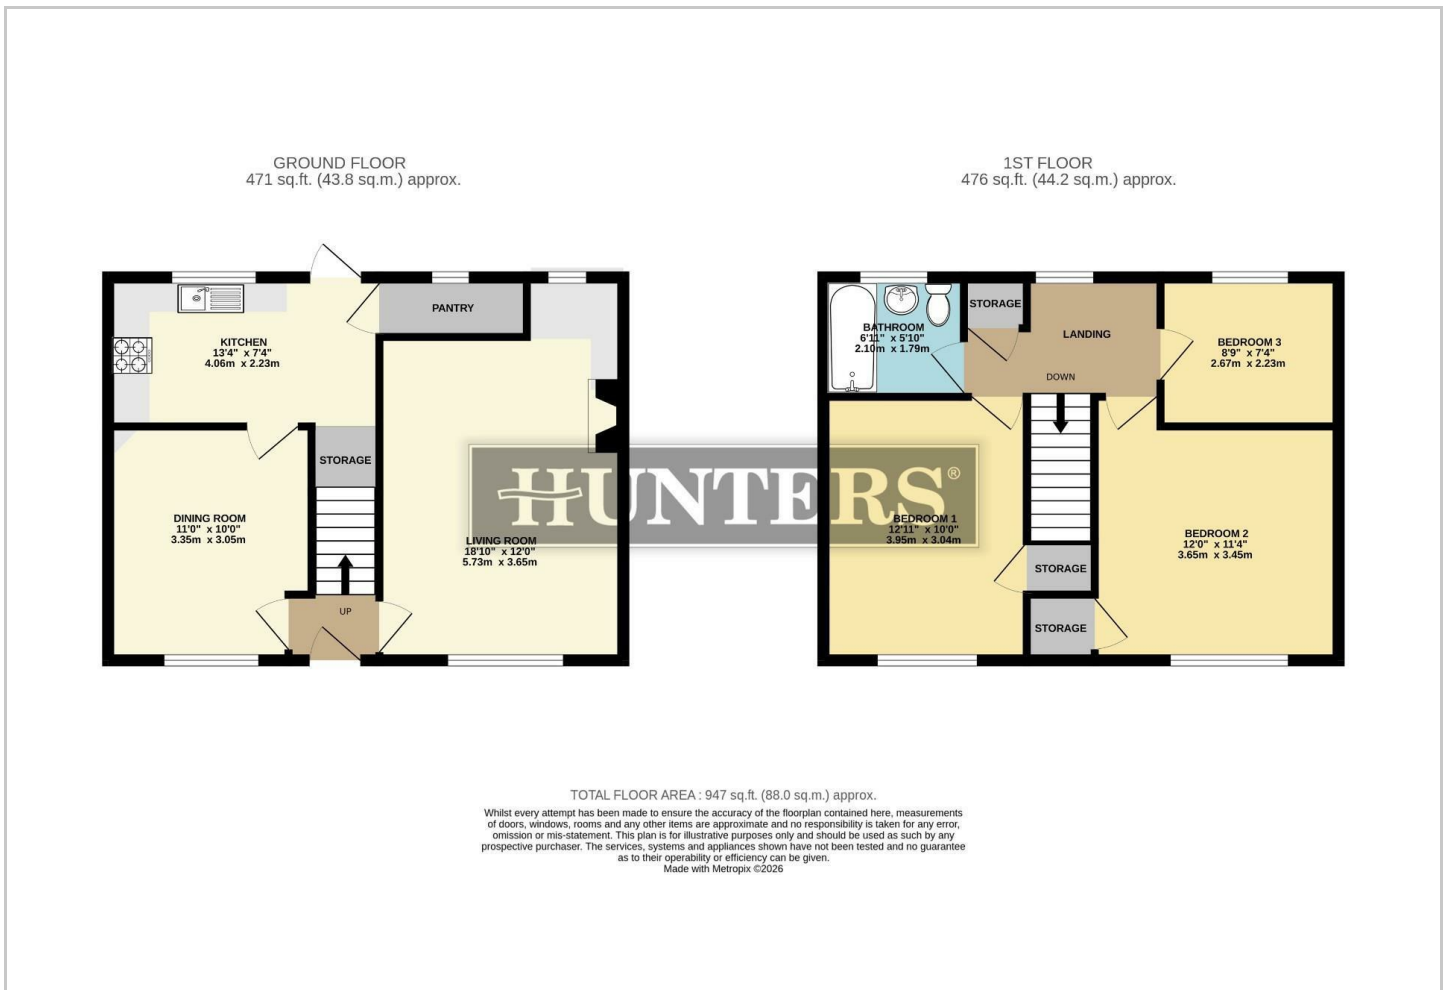 GROUND FLOOR
471 sq.ft. (43.8 sq.m.) approx.
1ST FLOOR
476 sq.ft. (44.2 sq.m.) approx.
PANTRY
KITCHEN
13'4" x 7'4"
4.06m x 2.23m
STORAGE
DINING ROOM
11'0" x 10'0"
3.35m x 3.05m
LIVING ROOM
18'10" x 12'0"
5.73m x 3.65m
UP
HUNTERS®
STORAGE
BATHROOM
6'11" x 5'10"
2.10m x 1.79m
LANDING
DOWN
BEDROOM 3
8'9" x 7'4"
2.67m x 2.23m
BEDROOM 1
12'11" x 10'0"
3.95m x 3.04m
BEDROOM 2
12'0" x 11'4"
3.65m x 3.45m
STORAGE
STORAGE
TOTAL FLOOR AREA : 947 sq.ft. (88.0 sq.m.) approx.
Whilst every attempt has been made to ensure the accuracy of the floorplan contained here, measurements
of doors, windows, rooms and any other items are approximate and no responsibility is taken for any error,
omission or mis-statement. This plan is for illustrative purposes only and should be used as such by any
prospective purchaser. The services, systems and appliances shown have not been tested and no guarantee
as to their operability or efficiency can be given.
Made with Metropix ©2026